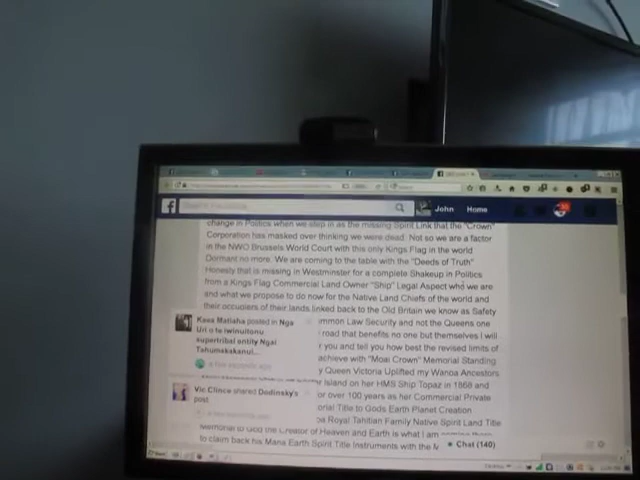 John Home
change in Politics when we step in as the missing Spirit Link that the "Crown"
Corporation has masked over thinking we were dead. Not so we are a factor
in the NWO Brussels World Court with this only Kings Flag in the world
Dormant no more. We are coming to the table with the "Deeds of Truth"
Honesty that is missing in Westminster for a complete Shakeup in Politics
from a Kings Flag Commercial Land Owner "Ship" Legal Aspect who we are
and what we propose to do now for the Native Land Chiefs of the world and
their occupiers of their lands linked back to the Old Britain we know as Safety
mmon Law Security and not the Queens one
road that benefits no one but themselves I will
r you and tell you how best the revised limits of
achieve with "Moai Crown" Memorial Standing
y Queen Victoria Uplifted my Wanoa Ancestors
Island on her HMS Ship Topaz in 1868 and
or over 100 years as her Commercial Private
orial Title to Gods Earth Planet Creation
oa Royal Tahitian Family Native Spirit Land Title
Memorial to God the Creator of Heaven and Earth is what I am
to claim back his Mana Earth Spirit Title Instruments with the M
posted in Nga
Uri o te iwinuitonu
supertribal entity Ngai
a few seconds ago
Vic Clince shared Dodinsky's
post
Chat (140)